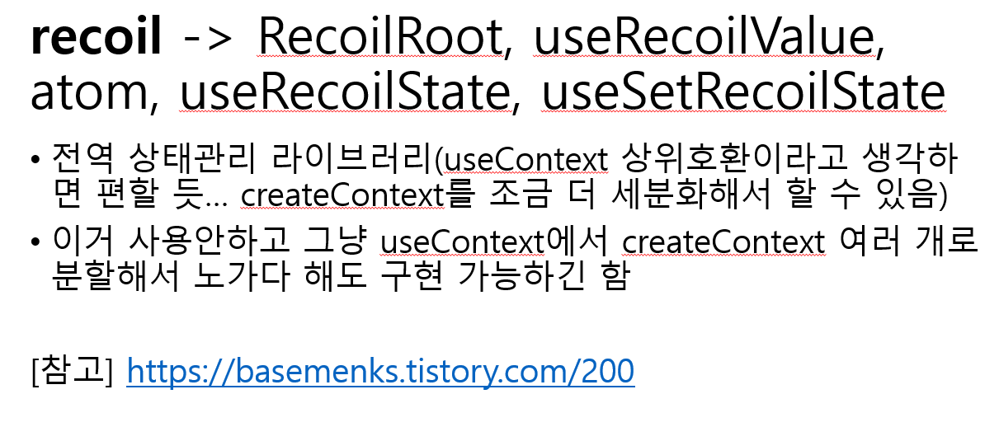 recoil -> RecoilRoot, useRecoilValue,
atom, useRecoilState, useSetRecoilState
• 전역 상태관리 라이브러리(useContext 상위호환이라고 생각하
면 편할 듯… createContext를 조금 더 세분화해서 할 수 있음)
• 이거 사용안하고 그냥 useContext에서 createContext 여러 개로
분할해서 노가다 해도 구현 가능하긴 함
[참고] https://basemenks.tistory.com/200